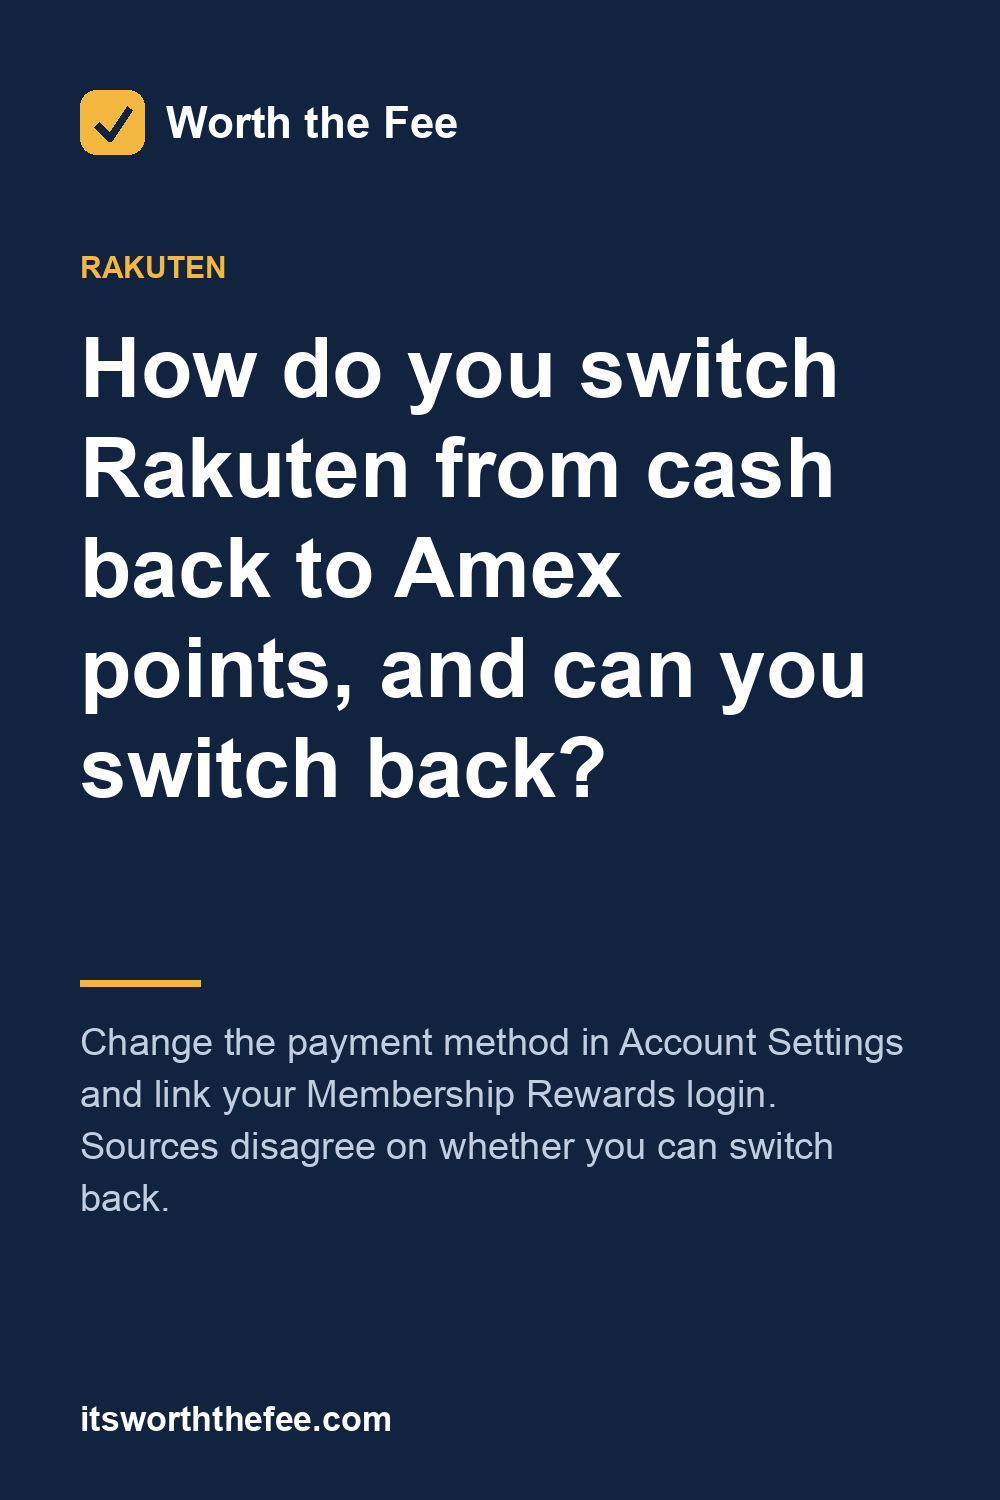 Worth the Fee
RAKUTEN
How do you switch
Rakuten from cash
back to Amex
points, and can you
switch back?
Change the payment method in Account Settings
and link your Membership Rewards login.
Sources disagree on whether you can switch
back.
itsworththefee.com